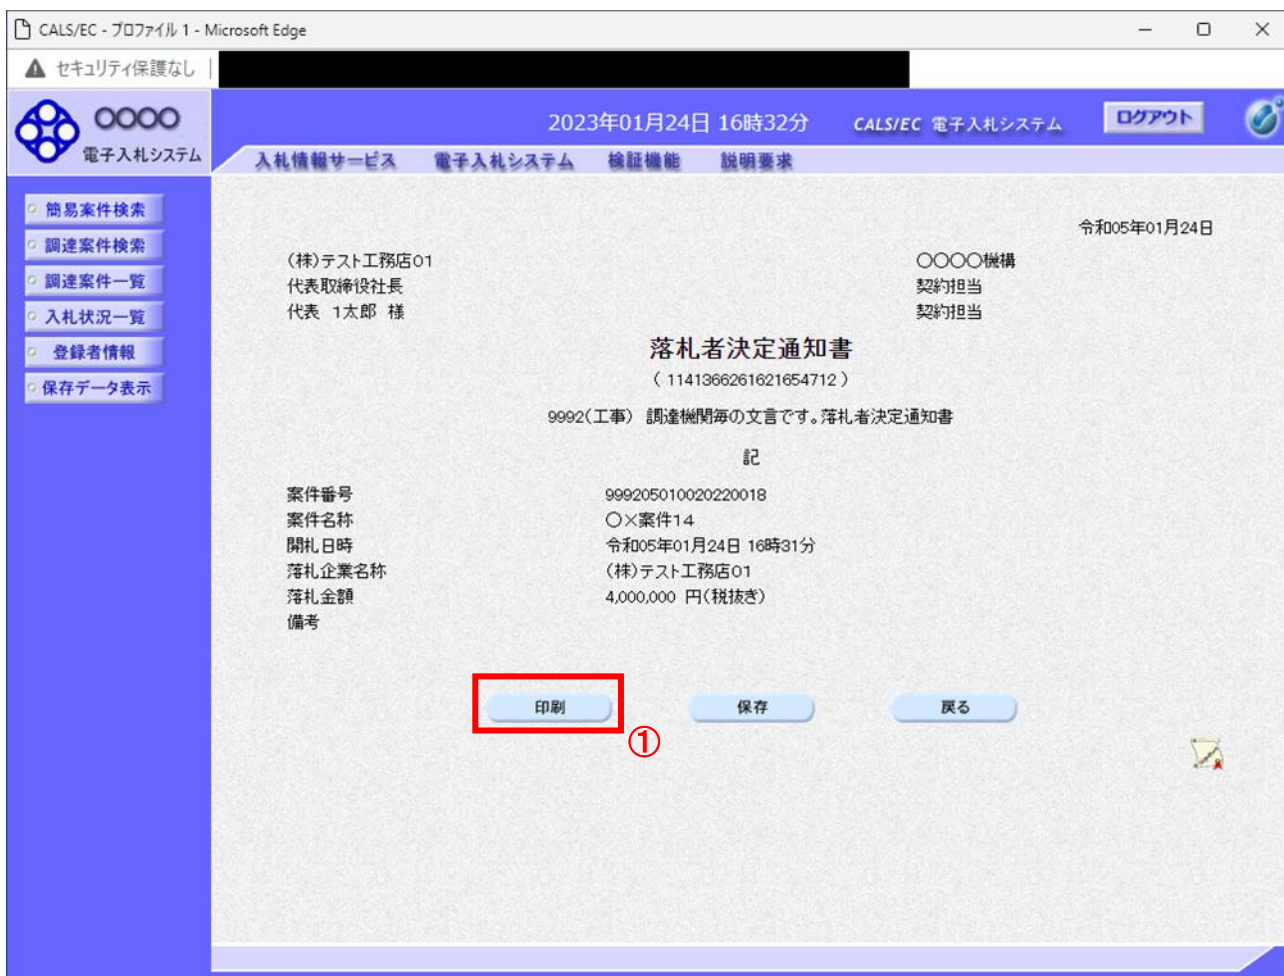 CALS/EC - プロファイル 1 - Microsoft Edge
セキュリティ保護なし
〇〇〇〇
電子入札システム
2023年01月24日 16時32分
CALS/EC 電子入札システム
ログアウト
入札情報サービス 電子入札システム 検証機能 説明要求
簡易案件検索
調達案件検索
調達案件一覧
入札状況一覧
登録者情報
保存データ表示
令和05年01月24日
(株)テスト工務店01
代表取締役社長
代表 1太郎 様
〇〇〇〇機構
契約担当
契約担当
落札者決定通知書
( 1141366261621654712 )
9992(工事) 調達機関毎の文言です。落札者決定通知書
記
案件番号 999205010020220018
案件名称 〇×案件14
開札日時 令和05年01月24日 16時31分
落札企業名称 (株)テスト工務店01
落札金額 4,000,000 円(税抜き)
備考
印刷 保存 戻る
①